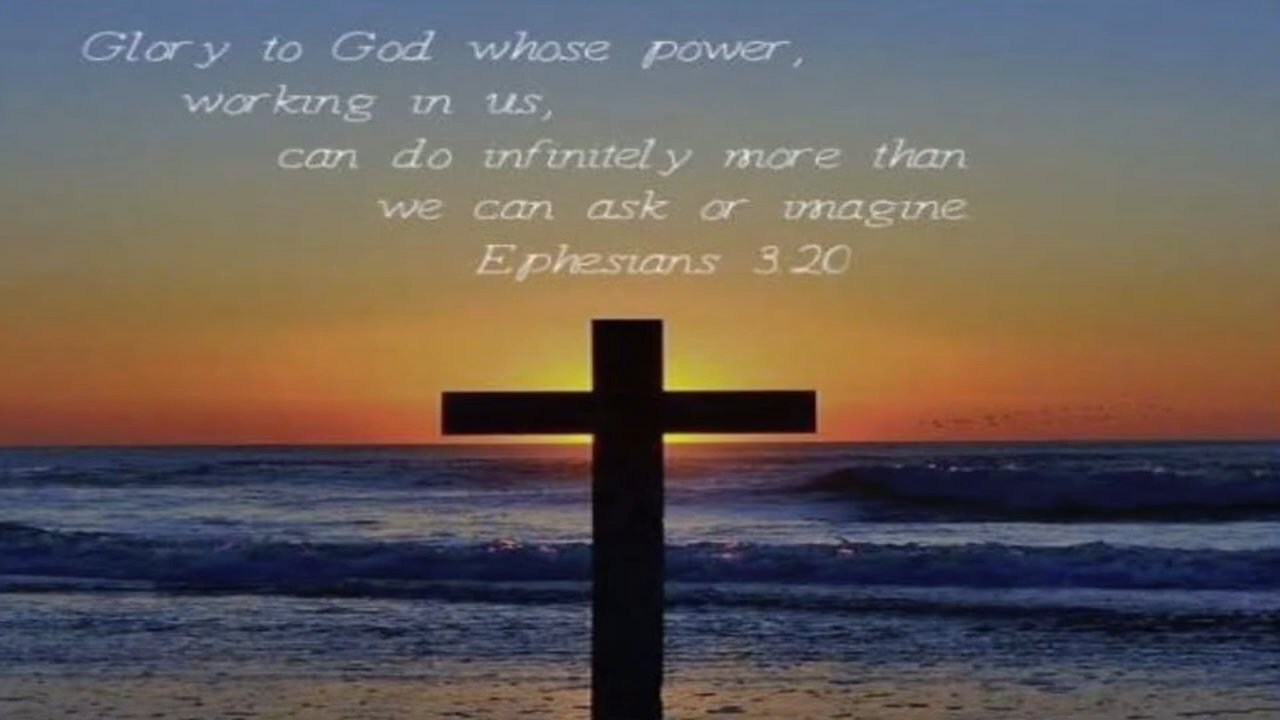 Glory to God whose power,
working in us,
can do infinitely more than
we can ask or imagine
Ephesians 3.20